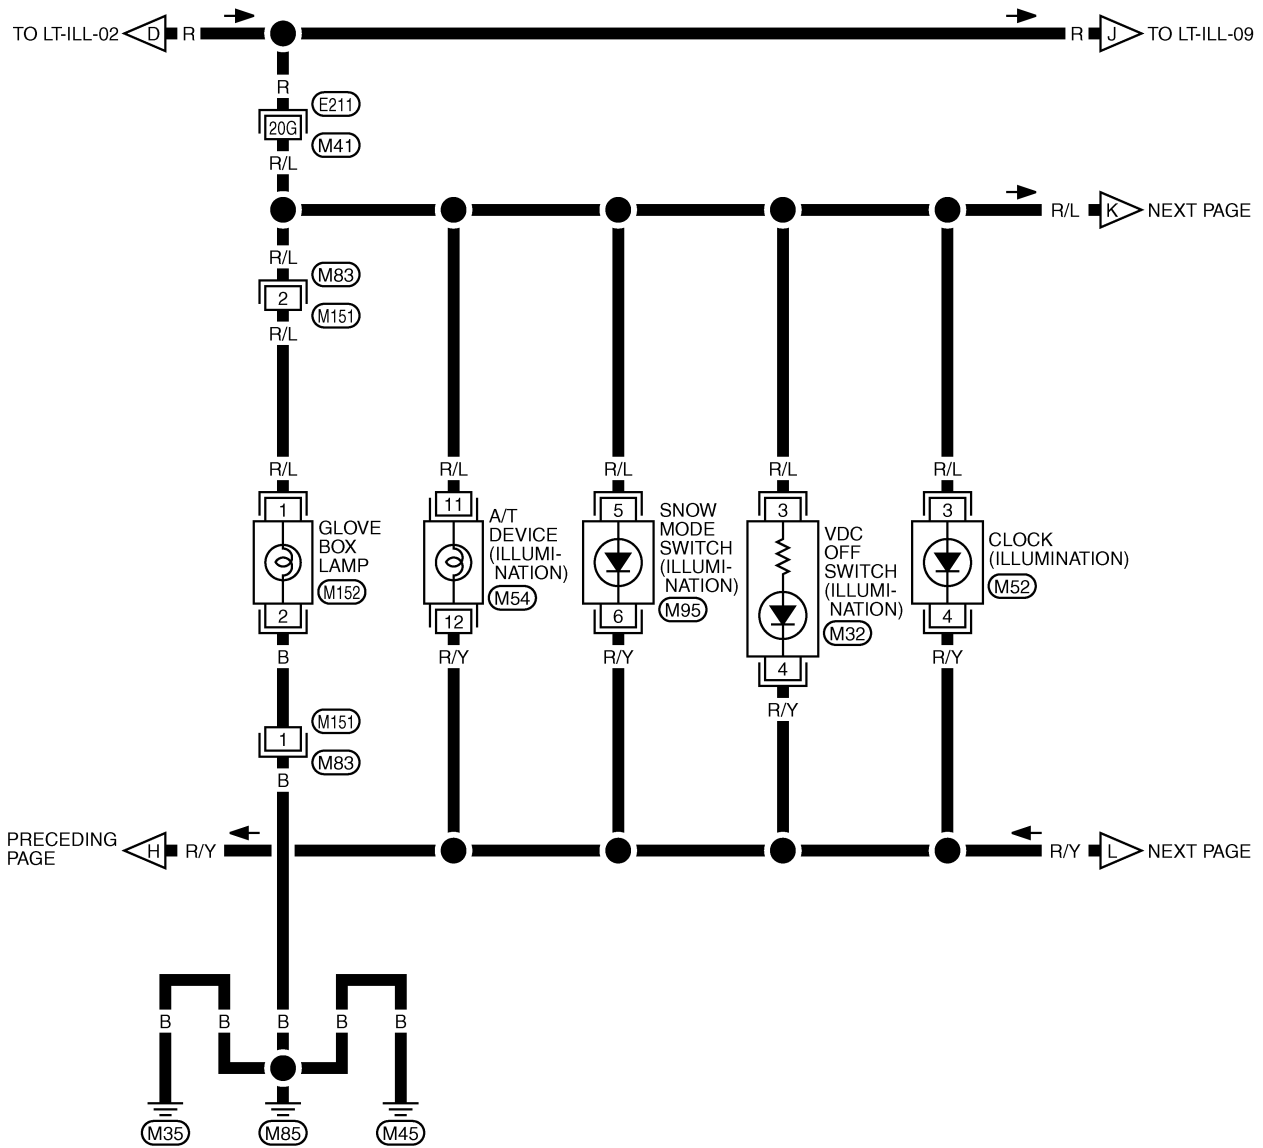 TO LT-ILL-02 D R R J TO LT-ILL-09
R
E211
20G
M41
R/L
R/L K NEXT PAGE
R/L
M83
2
M151
R/L
R/L R/L R/L R/L R/L
1
GLOVE
BOX
LAMP
M152
2
B
11
A/T
DEVICE
(ILLUMI-
NATION)
M54
12
R/Y
5
SNOW
MODE
SWITCH
(ILLUMI-
NATION)
M95
6
R/Y
3
VDC
OFF
SWITCH
(ILLUMI-
NATION)
M32
4
R/Y
3
CLOCK
(ILLUMINATION)
M52
4
R/Y
M151
1
M83
B
PRECEDING
PAGE
H R/Y R/Y L NEXT PAGE
B B B B B
M35 M85 M45